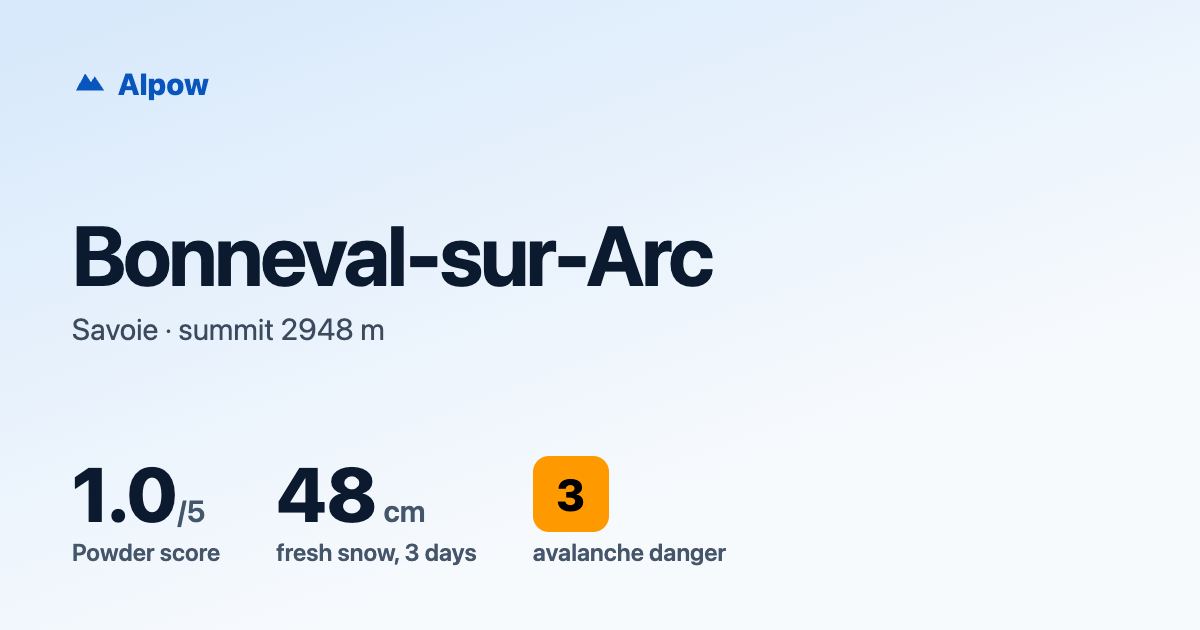 Alpow
Bonneval-sur-Arc
Savoie · summit 2948 m
1.0/5
Powder score
48 cm
fresh snow, 3 days
3
avalanche danger